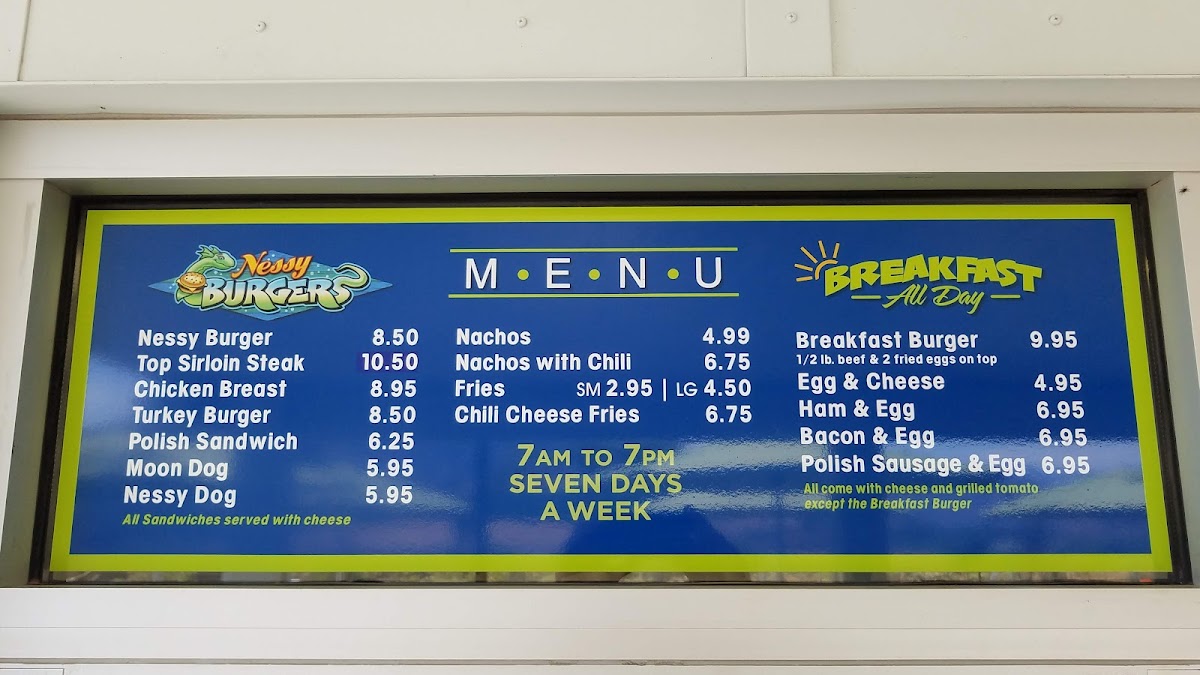 Nessy
BURGERS
Nessy Burger 8.50
Top Sirloin Steak 10.50
Chicken Breast 8.95
Turkey Burger 8.50
Polish Sandwich 6.25
Moon Dog 5.95
Nessy Dog 5.95
All Sandwiches served with cheese
M•E•N•U
Nachos 4.99
Nachos with Chili 6.75
Fries SM 2.95 | LG 4.50
Chili Cheese Fries 6.75
7AM TO 7PM
SEVEN DAYS
A WEEK
BREAKFAST
All Day
Breakfast Burger 9.95
1/2 lb. beef & 2 fried eggs on top
Egg & Cheese 4.95
Ham & Egg 6.95
Bacon & Egg 6.95
Polish Sausage & Egg 6.95
All come with cheese and grilled tomato
except the Breakfast Burger